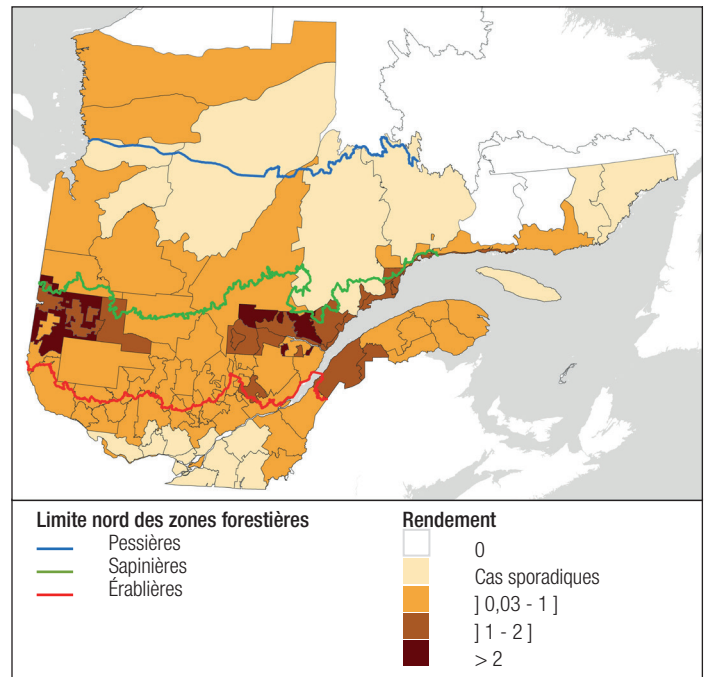 Limite nord des zones forestières
Pessières
Sapinières
Érablières
Rendement
0
Cas sporadiques
] 0,03 - 1 ]
] 1 - 2 ]
> 2